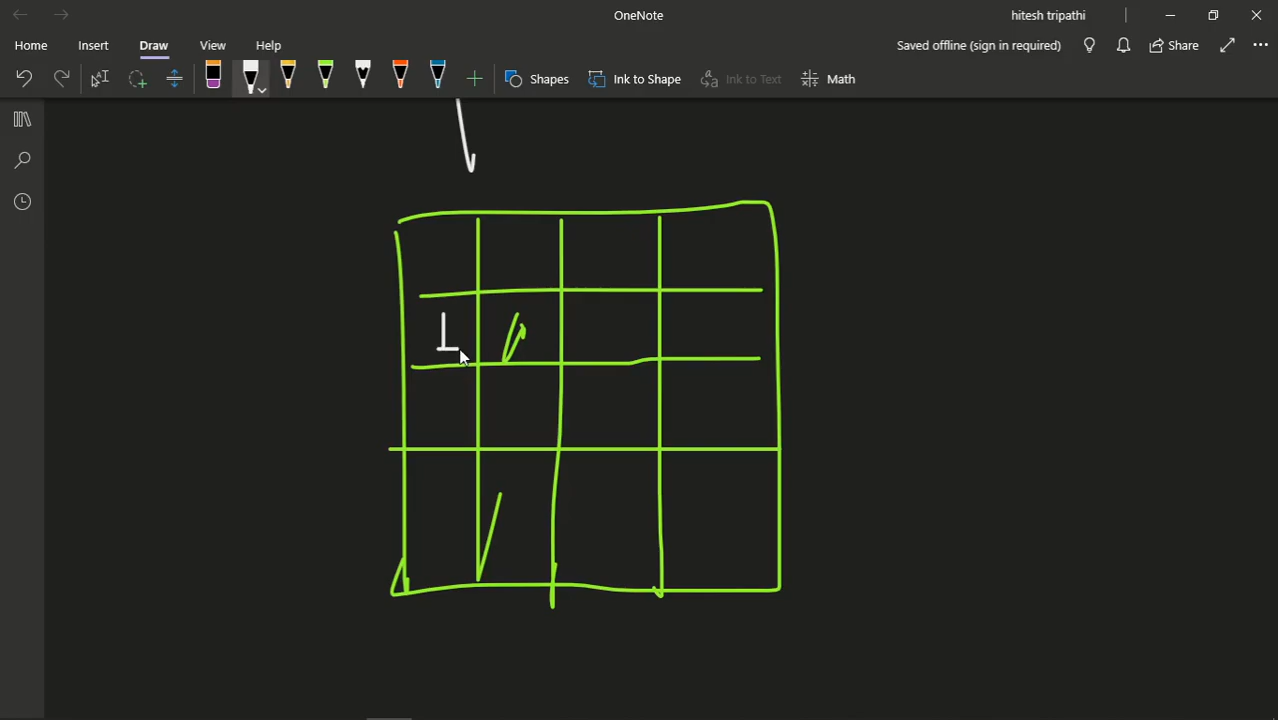 OneNote
hitesh tripathi
Home Insert Draw View Help
Saved offline (sign in required) Share
Shapes Ink to Shape Ink to Text Math